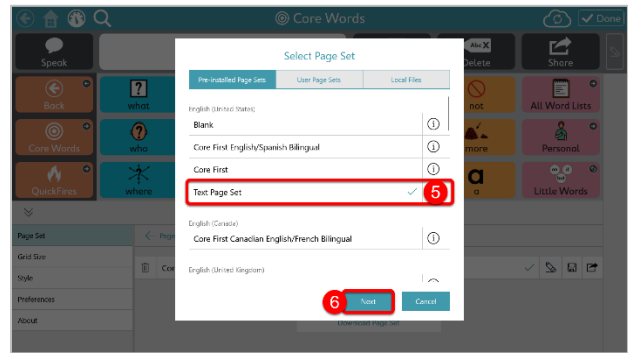 Core Words
Done
Speak
Abc X
Delete
Share
Back
what
not
All Word Lists
Core Words
who
more
Personal
QuickFires
where
a
a
Little Words
Select Page Set
Pre-installed Page Sets
User Page Sets
Local Files
English (United States)
Blank
Core First English/Spanish Bilingual
Core First
Text Page Set
5
English (Canada)
Core First Canadian English/French Bilingual
English (United Kingdom)
6
Next
Cancel
Page Set
Grid Size
Style
Preferences
About
Download Page Set